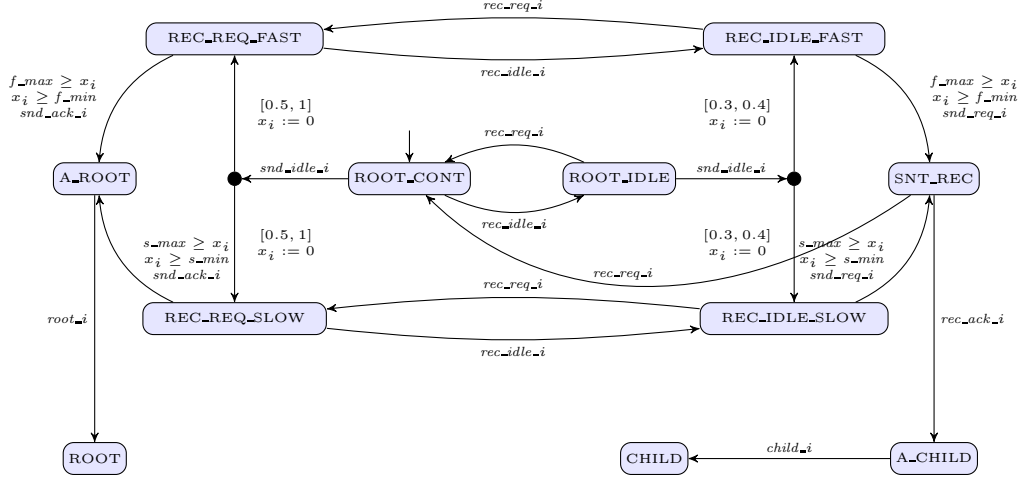 rec_req_i
REC_REQ_FAST
REC_IDLE_FAST
rec_idle_i
f_max ≥ x_i
x_i ≥ f_min
snd_ack_i
[0.5, 1]
x_i := 0
[0.3, 0.4]
x_i := 0
f_max ≥ x_i
x_i ≥ f_min
snd_req_i
rec_req_i
A_ROOT
snd_idle_i
ROOT_CONT
ROOT_IDLE
snd_idle_i
SNT_REC
rec_idle_i
s_max ≥ x_i
x_i ≥ s_min
snd_ack_i
[0.5, 1]
x_i := 0
[0.3, 0.4]
x_i := 0
s_max ≥ x_i
x_i ≥ s_min
snd_req_i
rec_req_i
rec_req_i
REC_REQ_SLOW
REC_IDLE_SLOW
root_i
rec_idle_i
rec_ack_i
ROOT
CHILD
child_i
A_CHILD